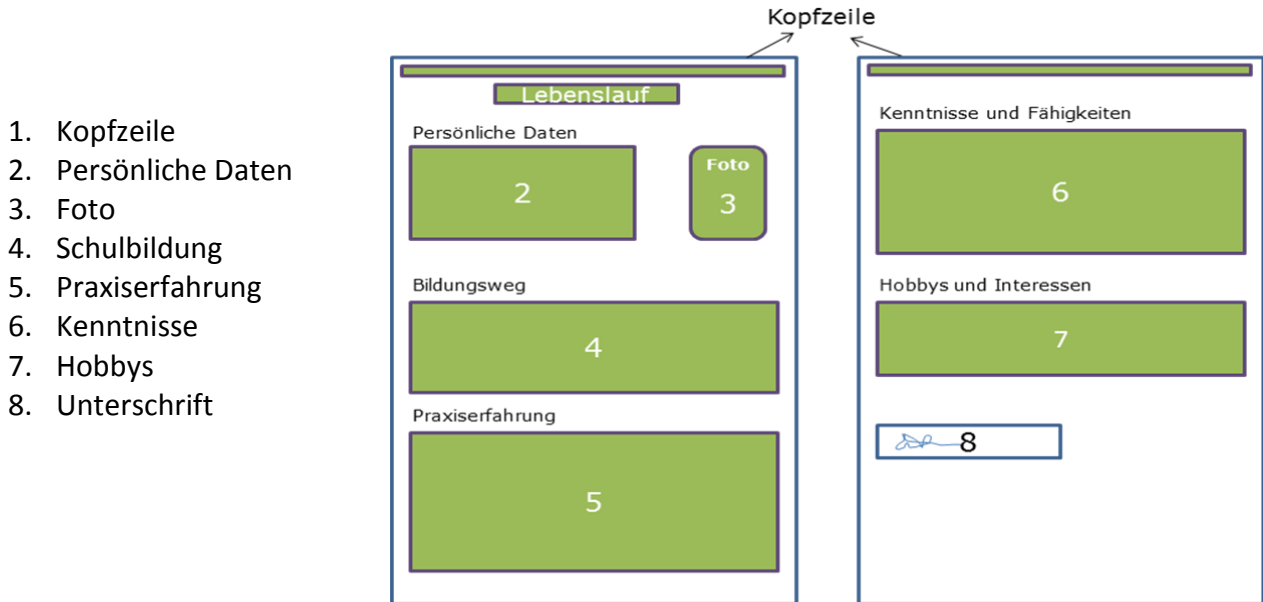 Kopfzeile
1. Kopfzeile
2. Persönliche Daten
3. Foto
4. Schulbildung
5. Praxiserfahrung
6. Kenntnisse
7. Hobbys
8. Unterschrift
Lebenslauf
Persönliche Daten
2
Foto
3
Bildungsweg
4
Praxiserfahrung
5
Kenntnisse und Fähigkeiten
6
Hobbys und Interessen
7
8